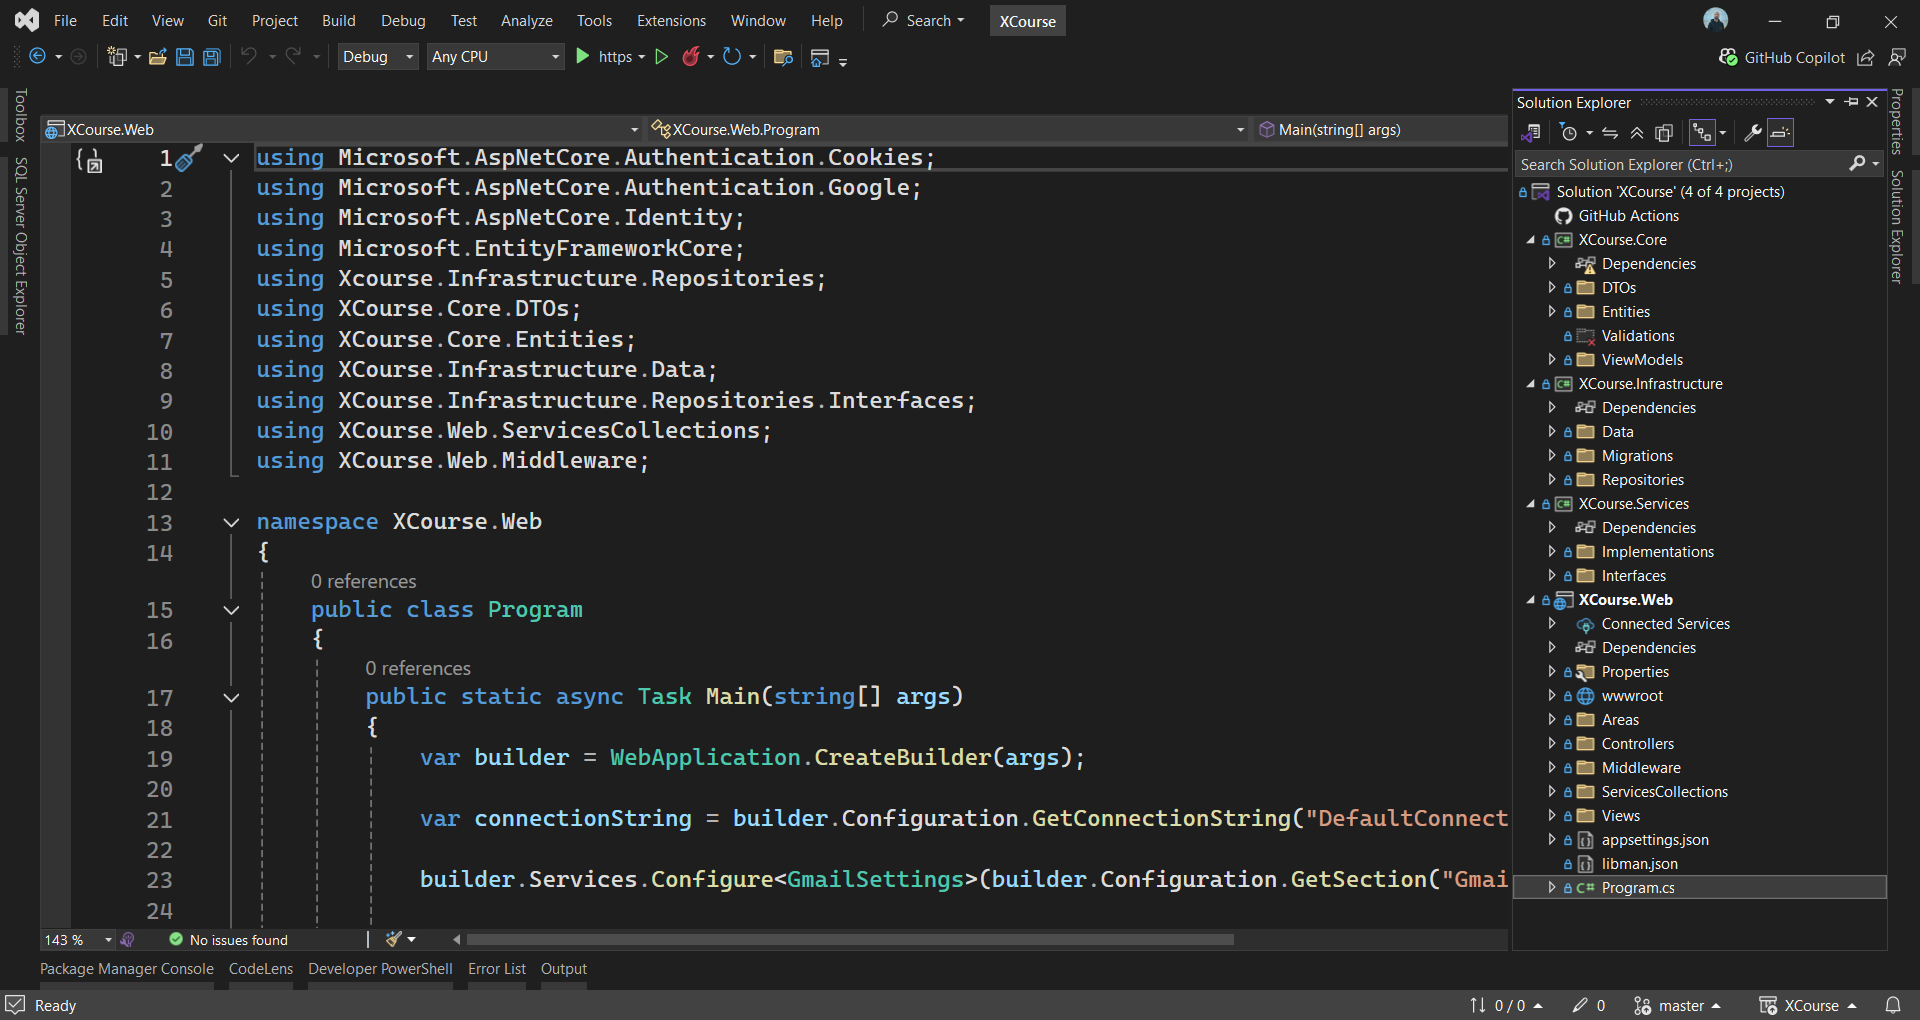 File Edit View Git Project Build Debug Test Analyze Tools Extensions Window Help Search XCourse
Debug Any CPU https GitHub Copilot
Toolbox
SQL Server Object Explorer
XCourse.Web XCourse.Web.Program Main(string[] args)
1 using Microsoft.AspNetCore.Authentication.Cookies;
2 using Microsoft.AspNetCore.Authentication.Google;
3 using Microsoft.AspNetCore.Identity;
4 using Microsoft.EntityFrameworkCore;
5 using Xcourse.Infrastructure.Repositories;
6 using XCourse.Core.DTOs;
7 using XCourse.Core.Entities;
8 using XCourse.Infrastructure.Data;
9 using XCourse.Infrastructure.Repositories.Interfaces;
10 using XCourse.Web.ServicesCollections;
11 using XCourse.Web.Middleware;
12
13 namespace XCourse.Web
14 {
0 references
15 public class Program
16 {
0 references
17 public static async Task Main(string[] args)
18 {
19 var builder = WebApplication.CreateBuilder(args);
20
21 var connectionString = builder.Configuration.GetConnectionString("DefaultConnect
22
23 builder.Services.Configure<GmailSettings>(builder.Configuration.GetSection("Gmai
24
143 % No issues found
Solution Explorer
Search Solution Explorer (Ctrl+;)
Solution 'XCourse' (4 of 4 projects)
GitHub Actions
XCourse.Core
Dependencies
DTOs
Entities
Validations
ViewModels
XCourse.Infrastructure
Dependencies
Data
Migrations
Repositories
XCourse.Services
Dependencies
Implementations
Interfaces
XCourse.Web
Connected Services
Dependencies
Properties
wwwroot
Areas
Controllers
Middleware
ServicesCollections
Views
appsettings.json
libman.json
C# Program.cs
Properties
Solution Explorer
Package Manager Console CodeLens Developer PowerShell Error List Output
Ready 0 / 0 0 master XCourse